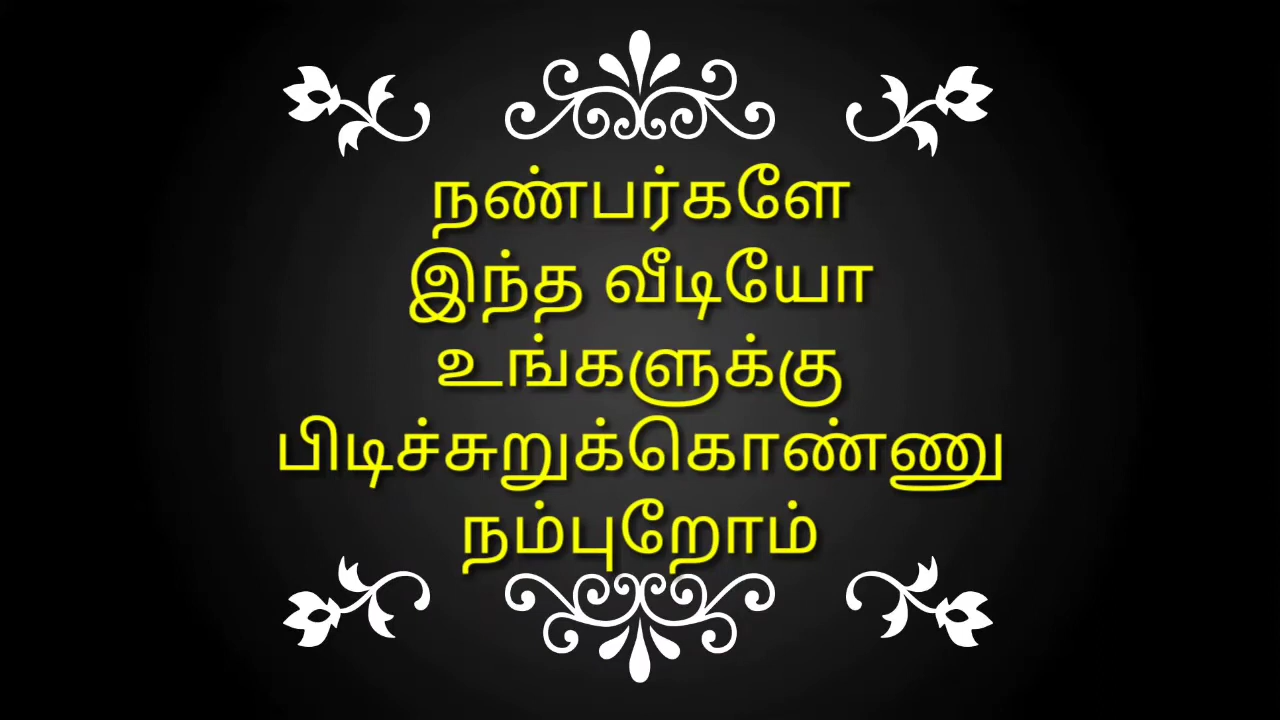 நண்பர்களே
இந்த வீடியோ
உங்களுக்கு
பிடிச்சுறுக்கொண்ணு
நம்புறோம்